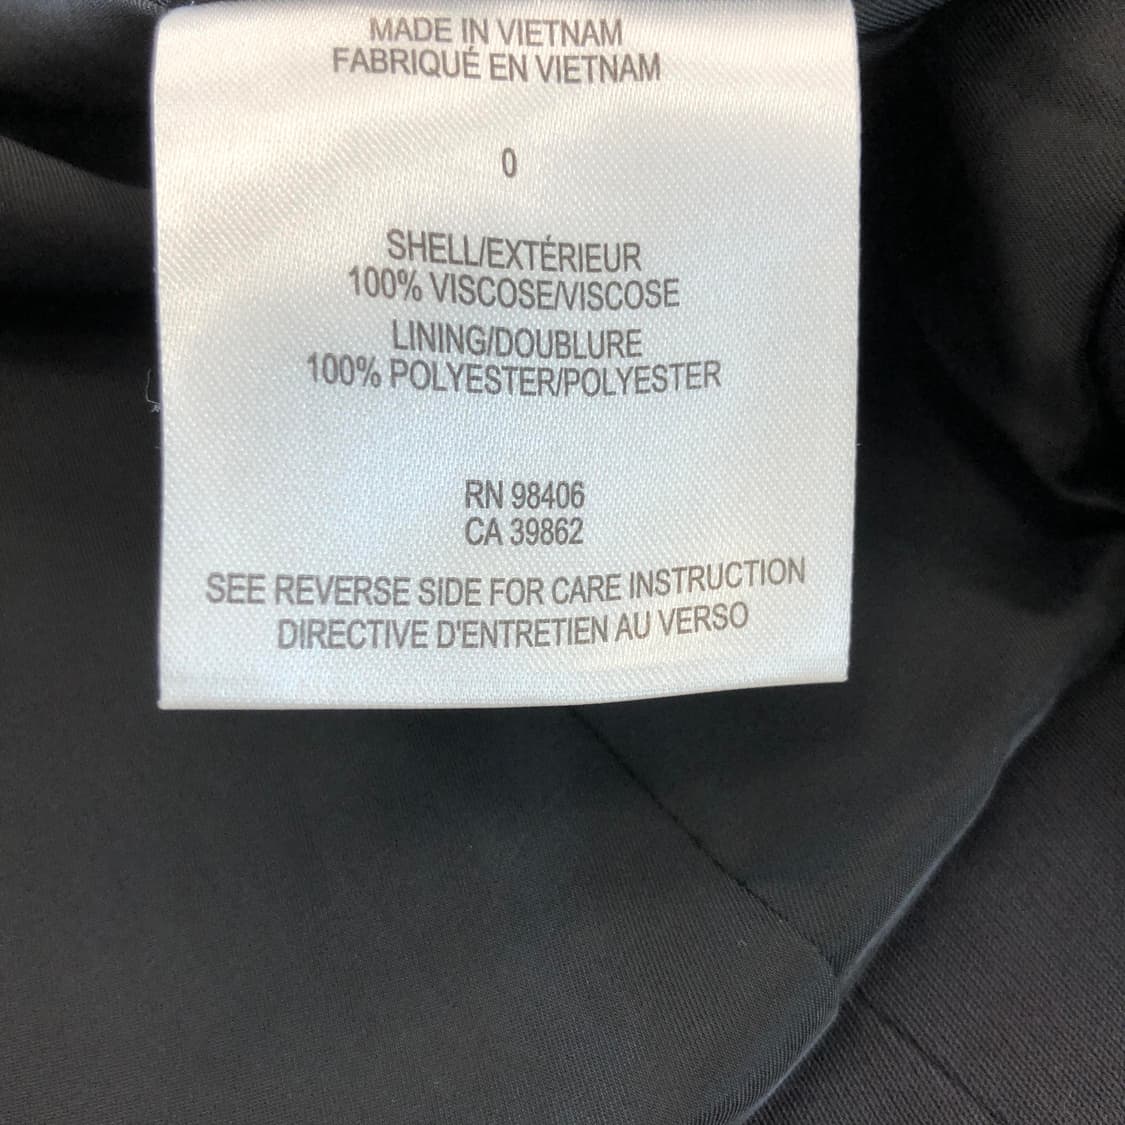 MADE IN VIETNAM
FABRIQUÉ EN VIETNAM
0
SHELL/EXTÉRIEUR
100% VISCOSE/VISCOSE
LINING/DOUBLURE
100% POLYESTER/POLYESTER
RN 98406
CA 39862
SEE REVERSE SIDE FOR CARE INSTRUCTION
DIRECTIVE D'ENTRETIEN AU VERSO